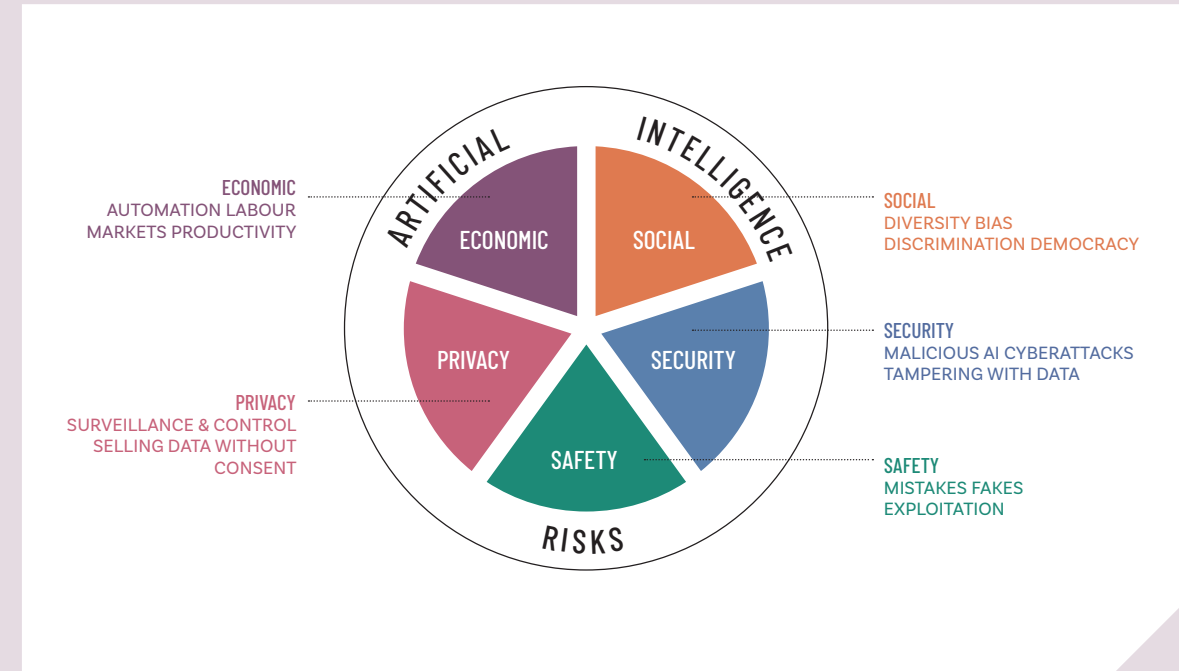 ARTIFICIAL
INTELLIGENCE
RISKS
ECONOMIC
SOCIAL
PRIVACY
SECURITY
SAFETY
ECONOMIC
AUTOMATION LABOUR
MARKETS PRODUCTIVITY
PRIVACY
SURVEILLANCE & CONTROL
SELLING DATA WITHOUT
CONSENT
SOCIAL
DIVERSITY BIAS
DISCRIMINATION DEMOCRACY
SECURITY
MALICIOUS AI CYBERATTACKS
TAMPERING WITH DATA
SAFETY
MISTAKES FAKES
EXPLOITATION